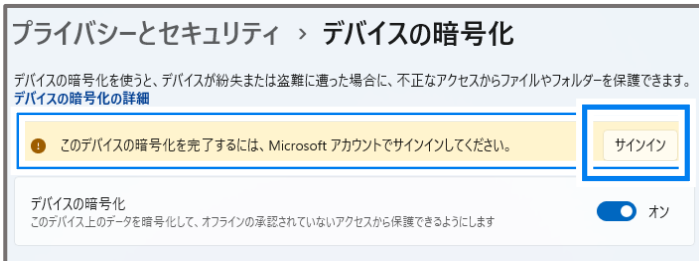 プライバシーとセキュリティ › デバイスの暗号化
デバイスの暗号化を使うと、デバイスが紛失または盗難に遭った場合に、不正なアクセスからファイルやフォルダーを保護できます。
デバイスの暗号化の詳細
このデバイスの暗号化を完了するには、Microsoft アカウントでサインインしてください。 サインイン
デバイスの暗号化
このデバイス上のデータを暗号化して、オフラインの承認されていないアクセスから保護できるようにします オン